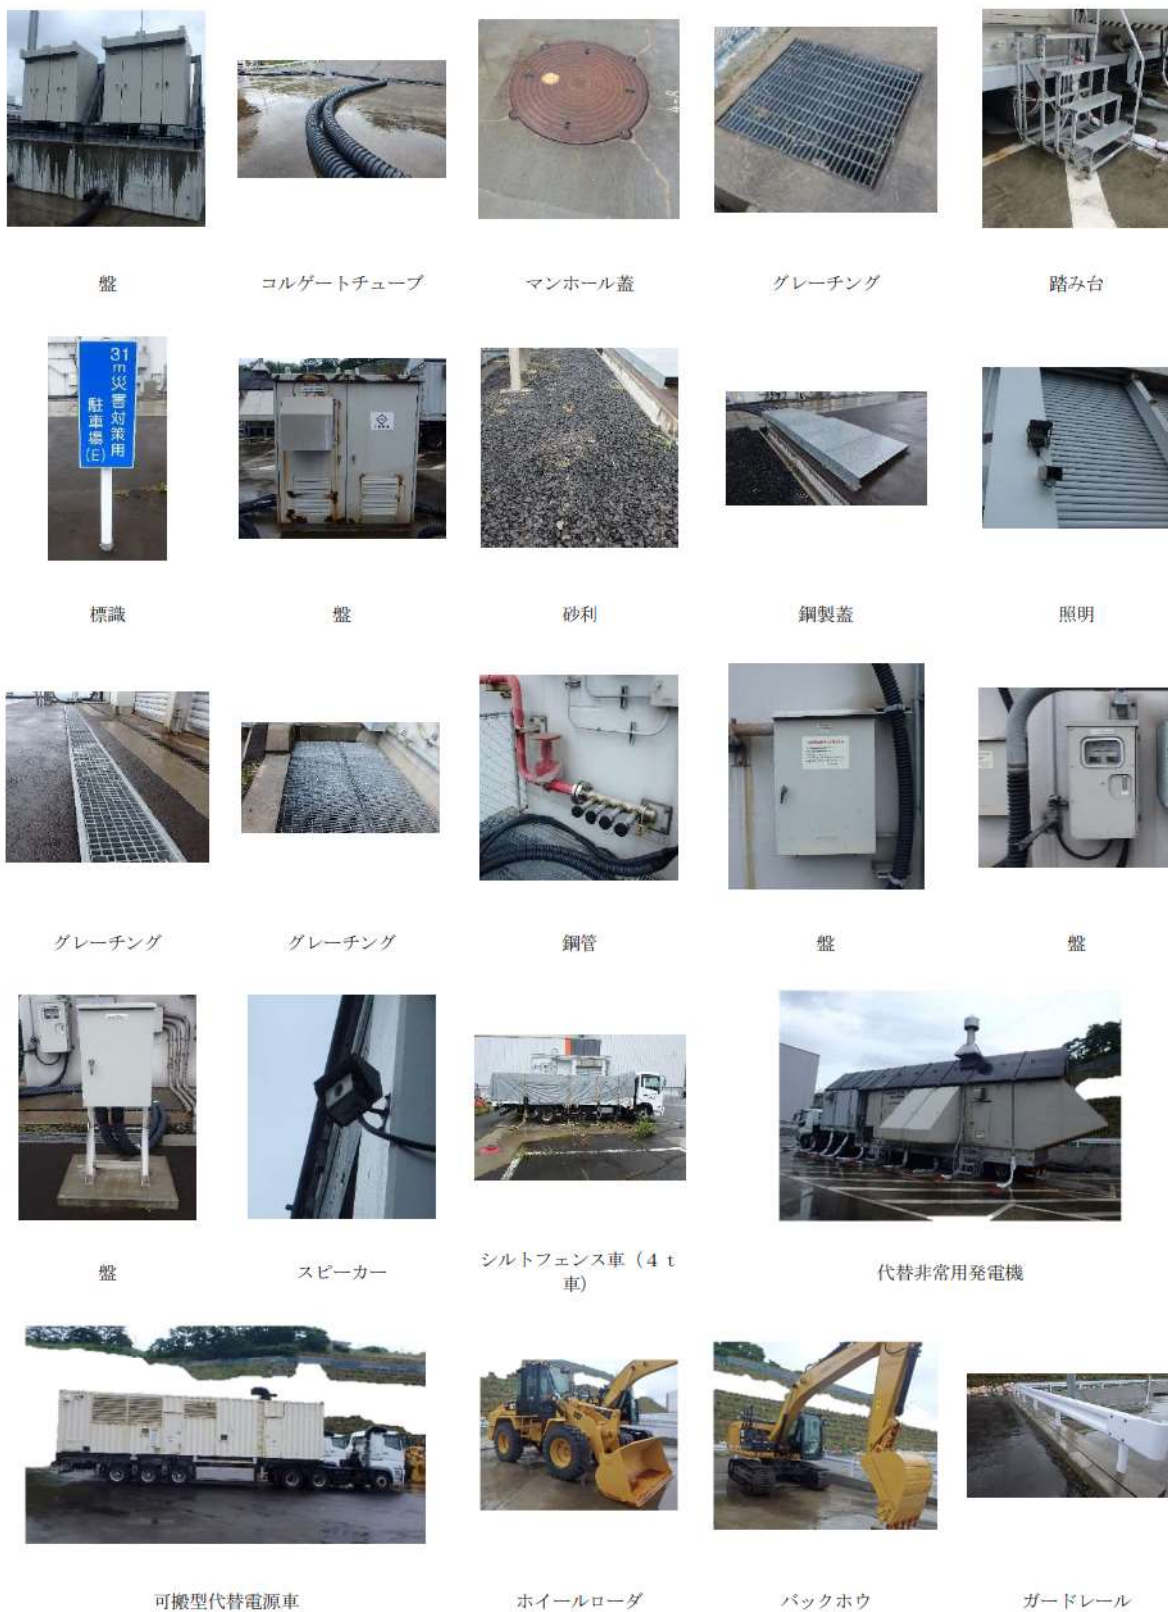 盤
コルゲートチューブ
マンホール蓋
グレーチング
踏み台
31m災害対策用
駐車場(E)
標識
盤
砂利
鋼製蓋
照明
グレーチング
グレーチング
鋼管
盤
盤
盤
スピーカー
シルトフェンス車（４ｔ
車）
代替非常用発電機
可搬型代替電源車
ホイールローダ
バックホウ
ガードレール